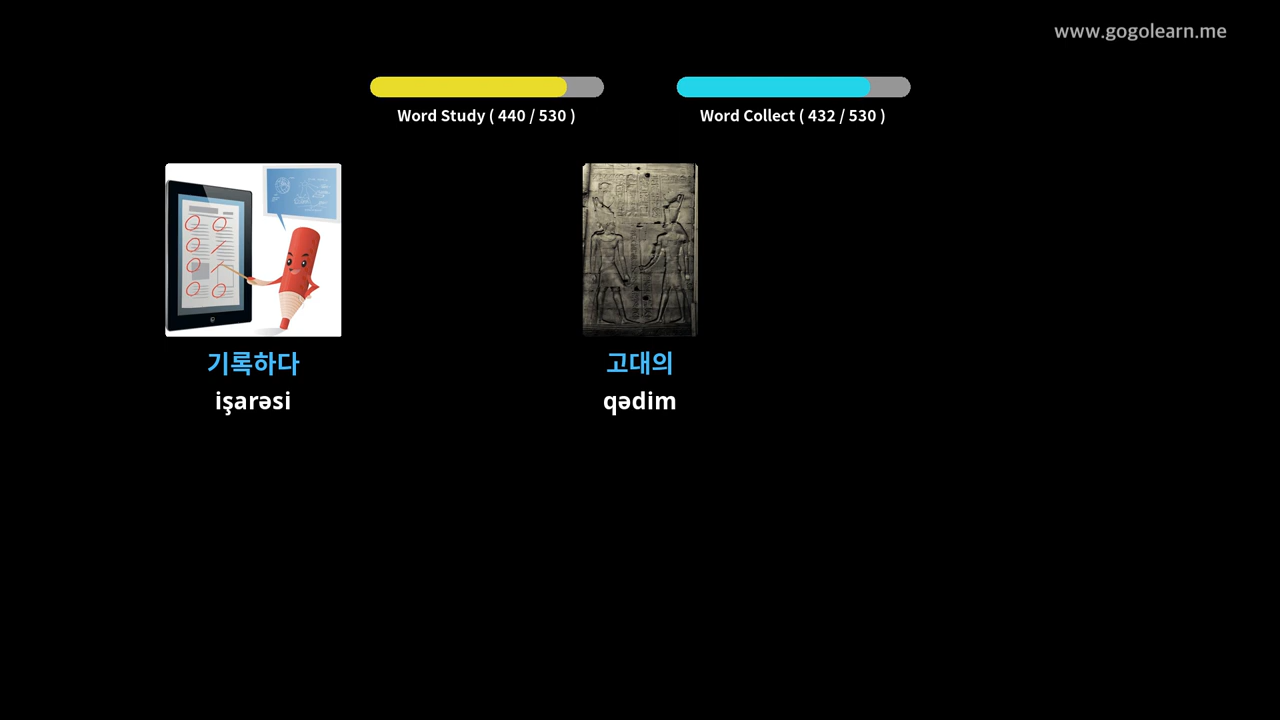 www.gogolearn.me
Word Study ( 440 / 530 )
Word Collect ( 432 / 530 )
기록하다
işarəsi
고대의
qədim